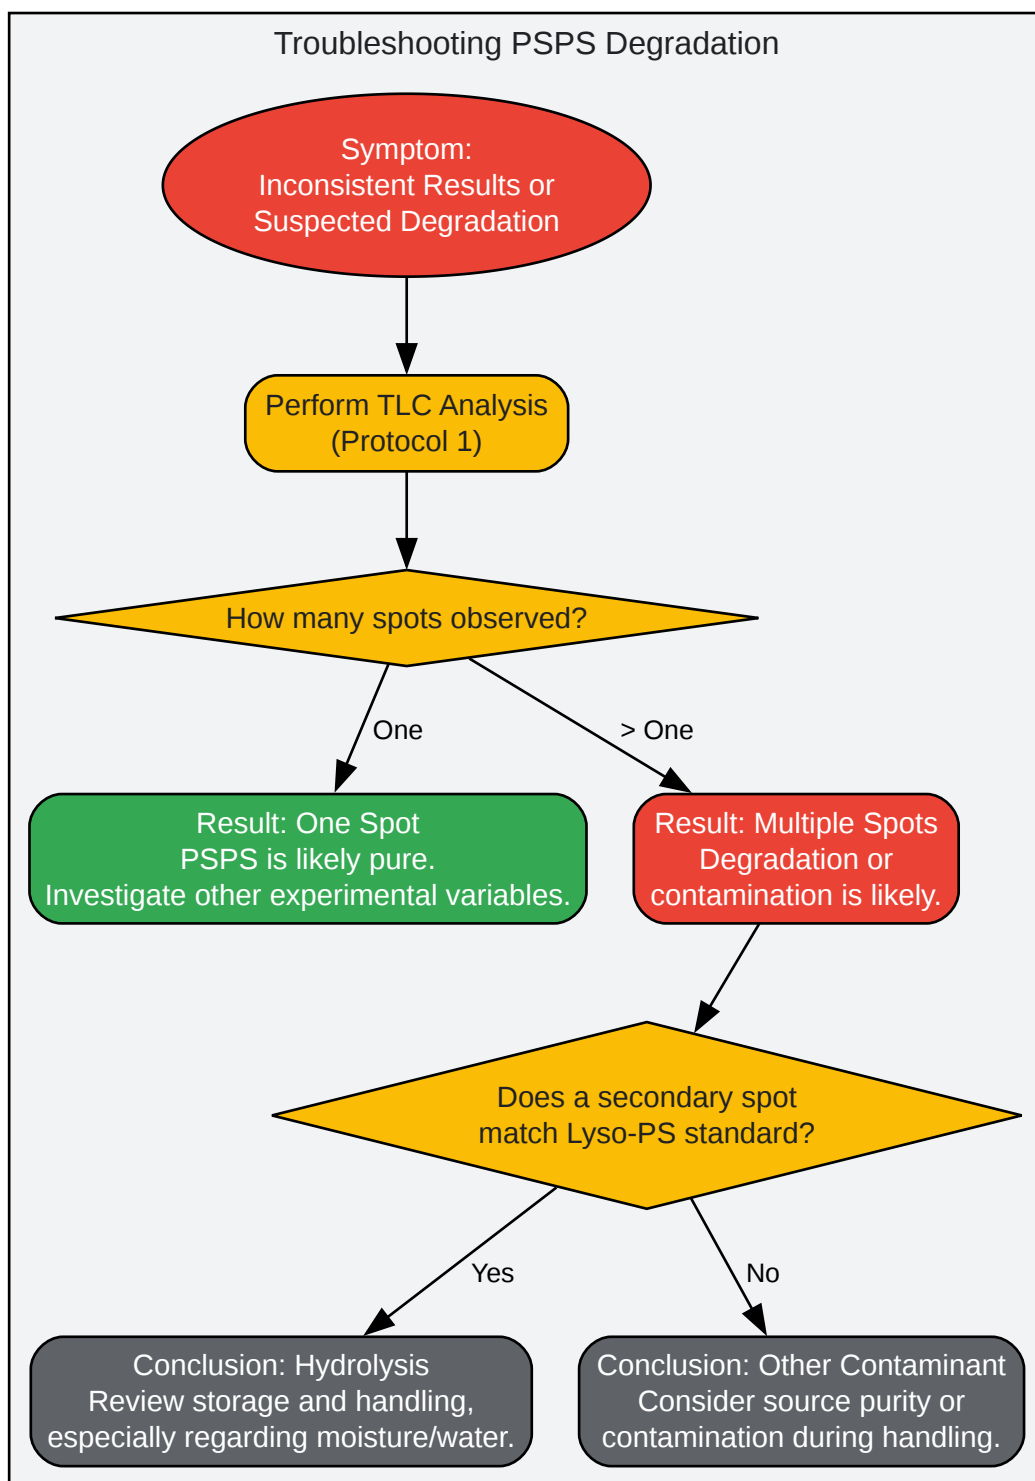 Troubleshooting PSPS Degradation
Symptom:
Inconsistent Results or
Suspected Degradation
Perform TLC Analysis
(Protocol 1)
How many spots observed?
One
> One
Result: One Spot
PSPS is likely pure.
Investigate other experimental variables.
Result: Multiple Spots
Degradation or
contamination is likely.
Does a secondary spot
match Lyso-PS standard?
Yes
No
Conclusion: Hydrolysis
Review storage and handling,
especially regarding moisture/water.
Conclusion: Other Contaminant
Consider source purity or
contamination during handling.